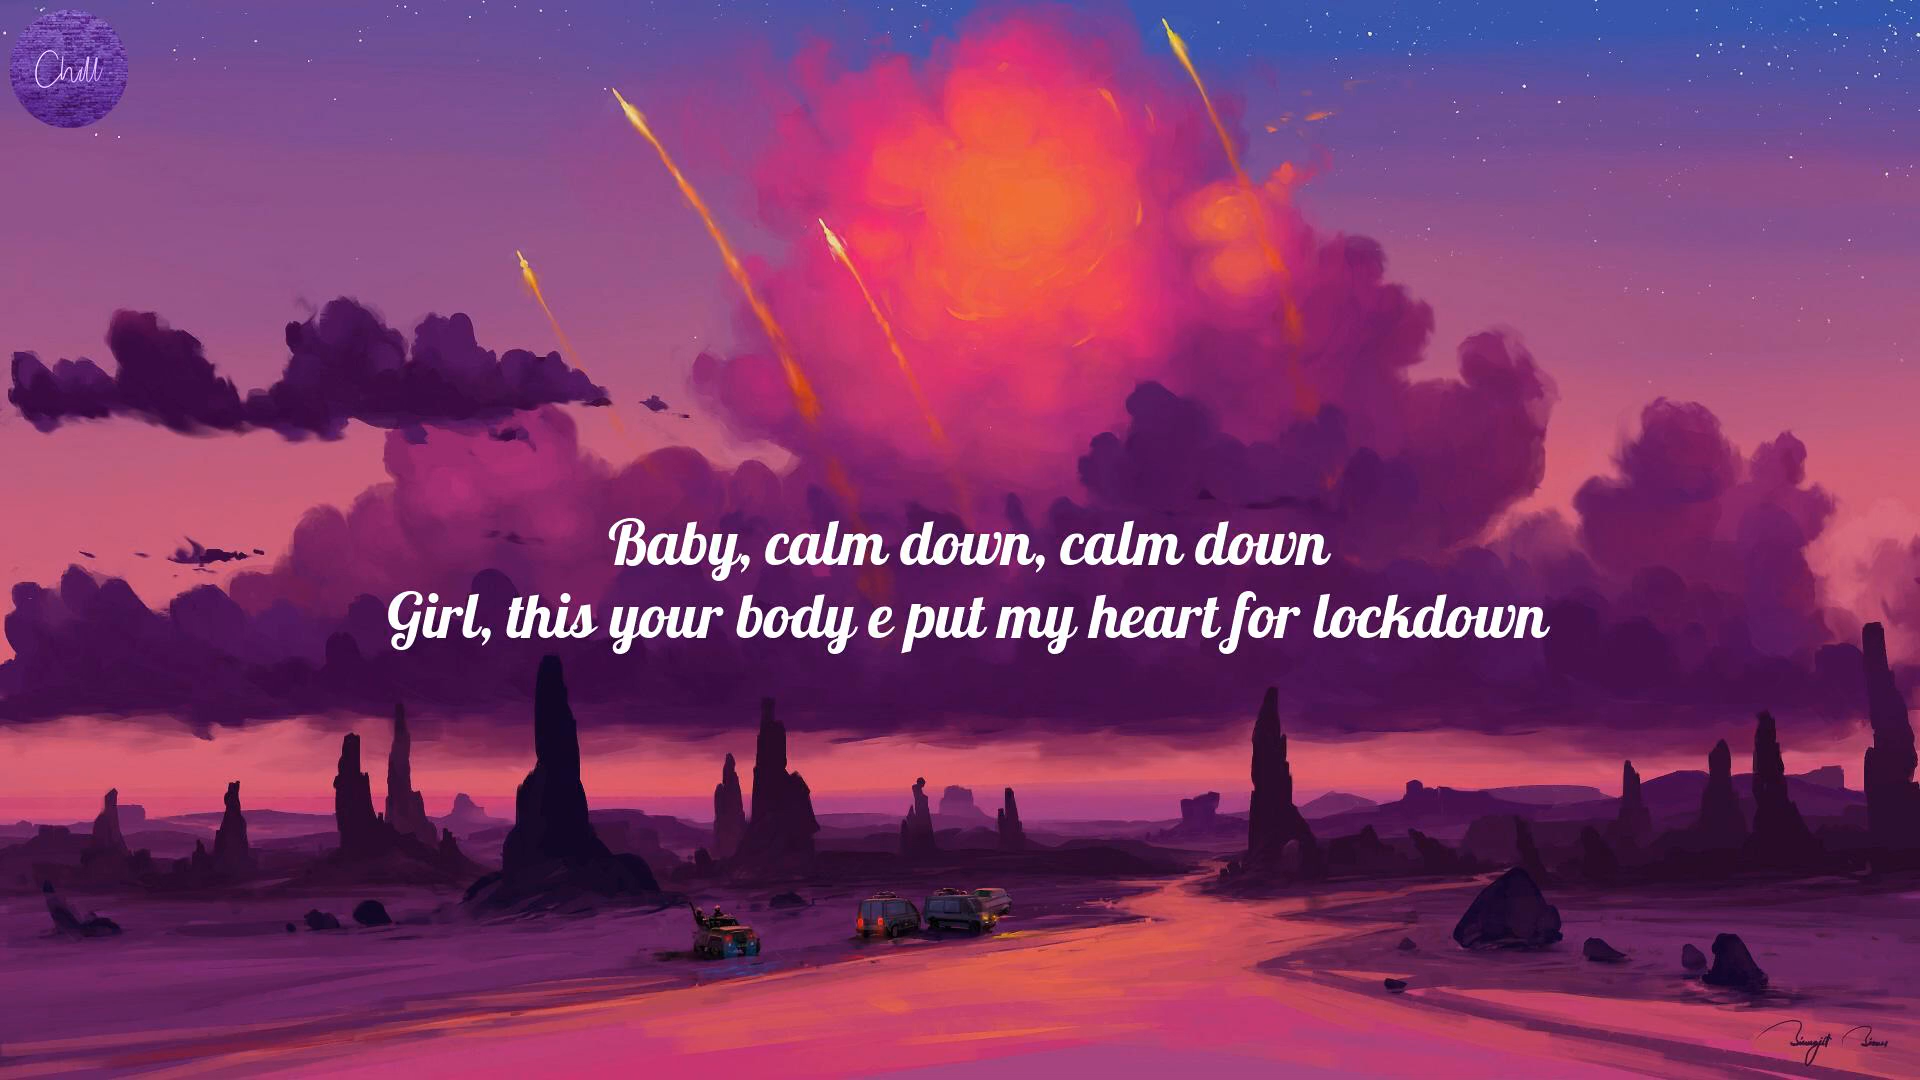 Chill
Baby, calm down, calm down
Girl, this your body e put my heart for lockdown